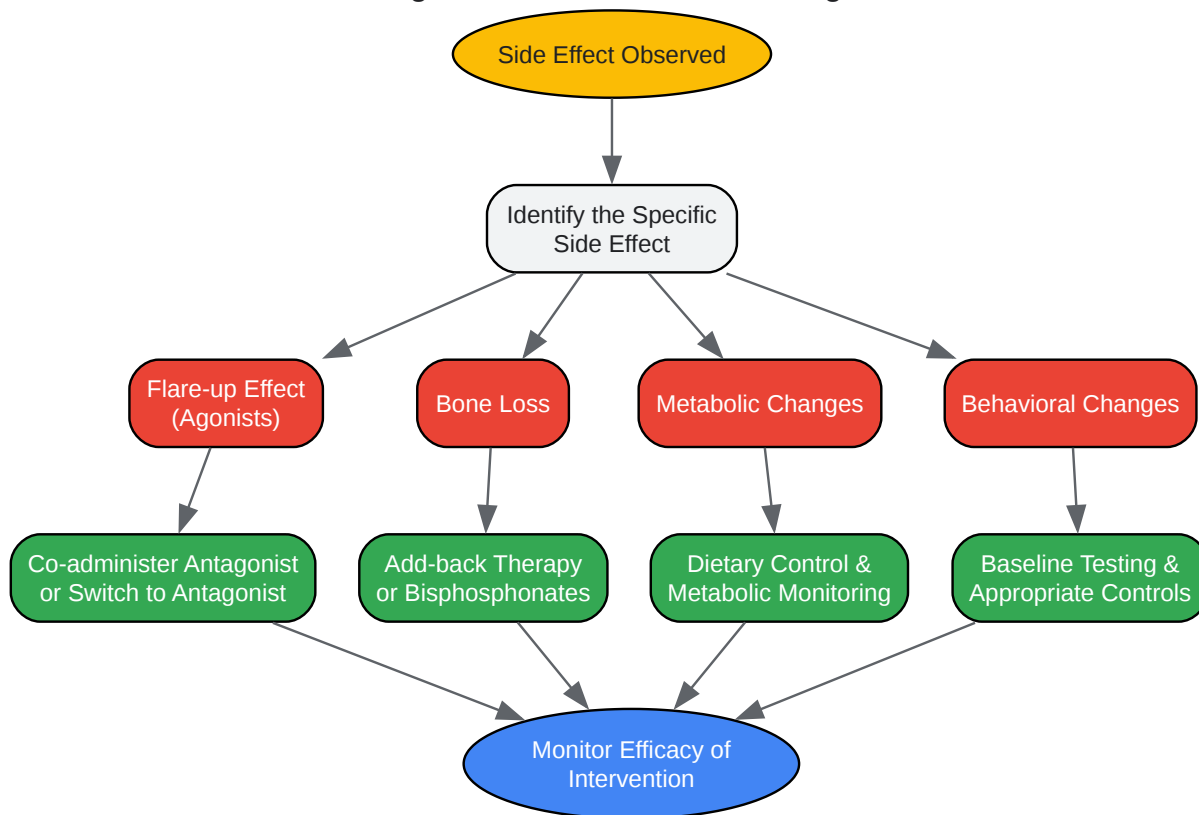 Side Effect Observed
Identify the Specific
Side Effect
Flare-up Effect
(Agonists)
Bone Loss
Metabolic Changes
Behavioral Changes
Co-administer Antagonist
or Switch to Antagonist
Add-back Therapy
or Bisphosphonates
Dietary Control &
Metabolic Monitoring
Baseline Testing &
Appropriate Controls
Monitor Efficacy of
Intervention